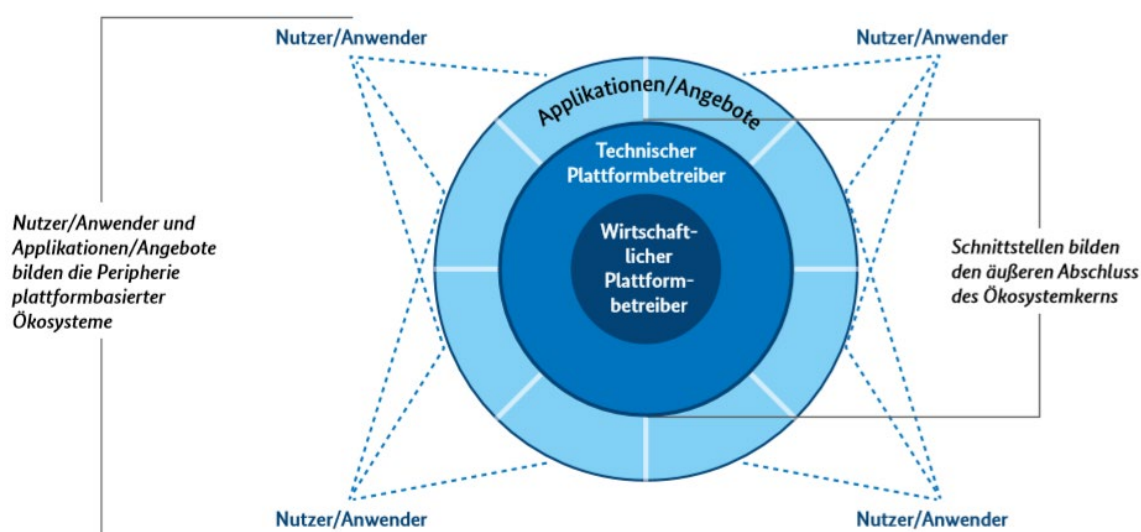 Nutzer/Anwender
Nutzer/Anwender
Applikationen/Angebote
Technischer
Plattformbetreiber
Wirtschaft-
licher
Plattform-
betreiber
Nutzer/Anwender und
Applikationen/Angebote
bilden die Peripherie
plattformbasierter
Ökosysteme
Schnittstellen bilden
den äußeren Abschluss
des Ökosystemkerns
Nutzer/Anwender
Nutzer/Anwender